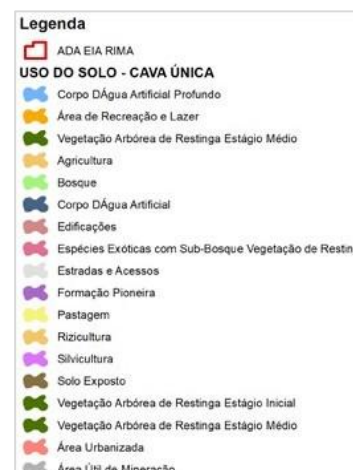 Legenda
ADA EIA RIMA
USO DO SOLO - CAVA ÚNICA
Corpo DÁgua Artificial Profundo
Área de Recreação e Lazer
Vegetação Arbórea de Restinga Estágio Médio
Agricultura
Bosque
Corpo DÁgua Artificial
Edificações
Espécies Exóticas com Sub-Bosque Vegetação de Restin
Estradas e Acessos
Formação Pioneira
Pastagem
Rizicultura
Silvicultura
Solo Exposto
Vegetação Arbórea de Restinga Estágio Inicial
Vegetação Arbórea de Restinga Estágio Médio
Área Urbanizada
Área Útil de Mineração